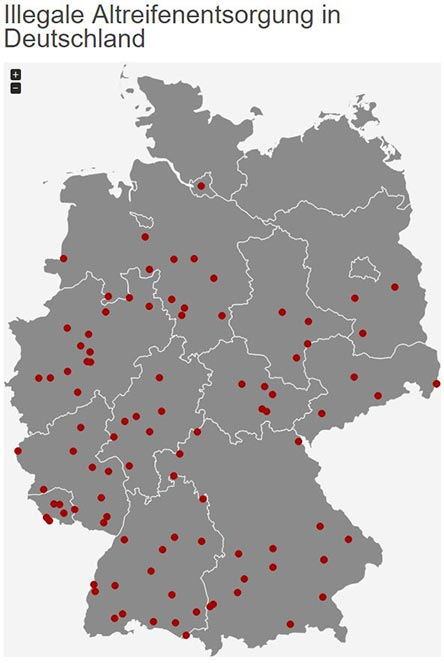 Illegale Altreifenentsorgung in
Deutschland
+
−